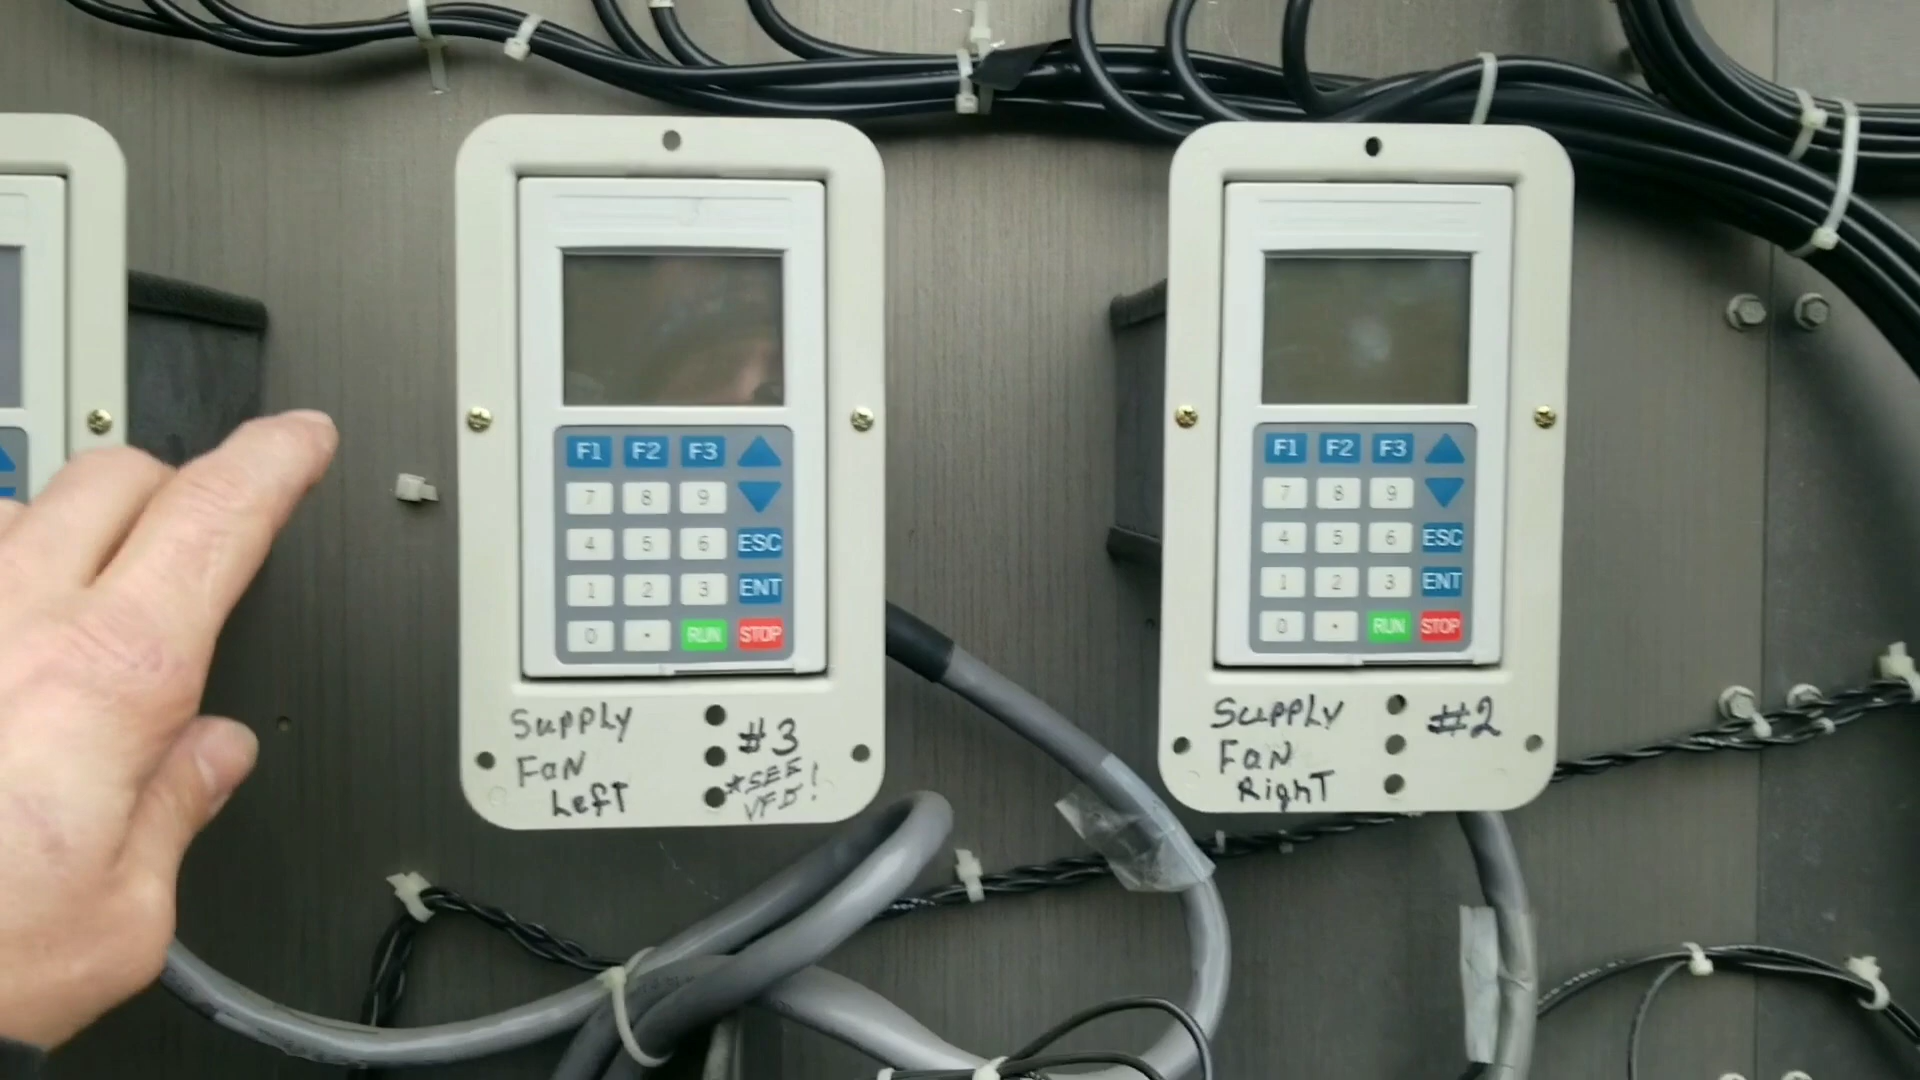 F1 F2 F3
7 8 9
4 5 6 ESC
1 2 3 ENT
0 . RUN STOP
Supply
Fan
Left
#3
*SEE
VFD!
F1 F2 F3
7 8 9
4 5 6 ESC
1 2 3 ENT
0 . RUN STOP
Supply
Fan
Right
#2